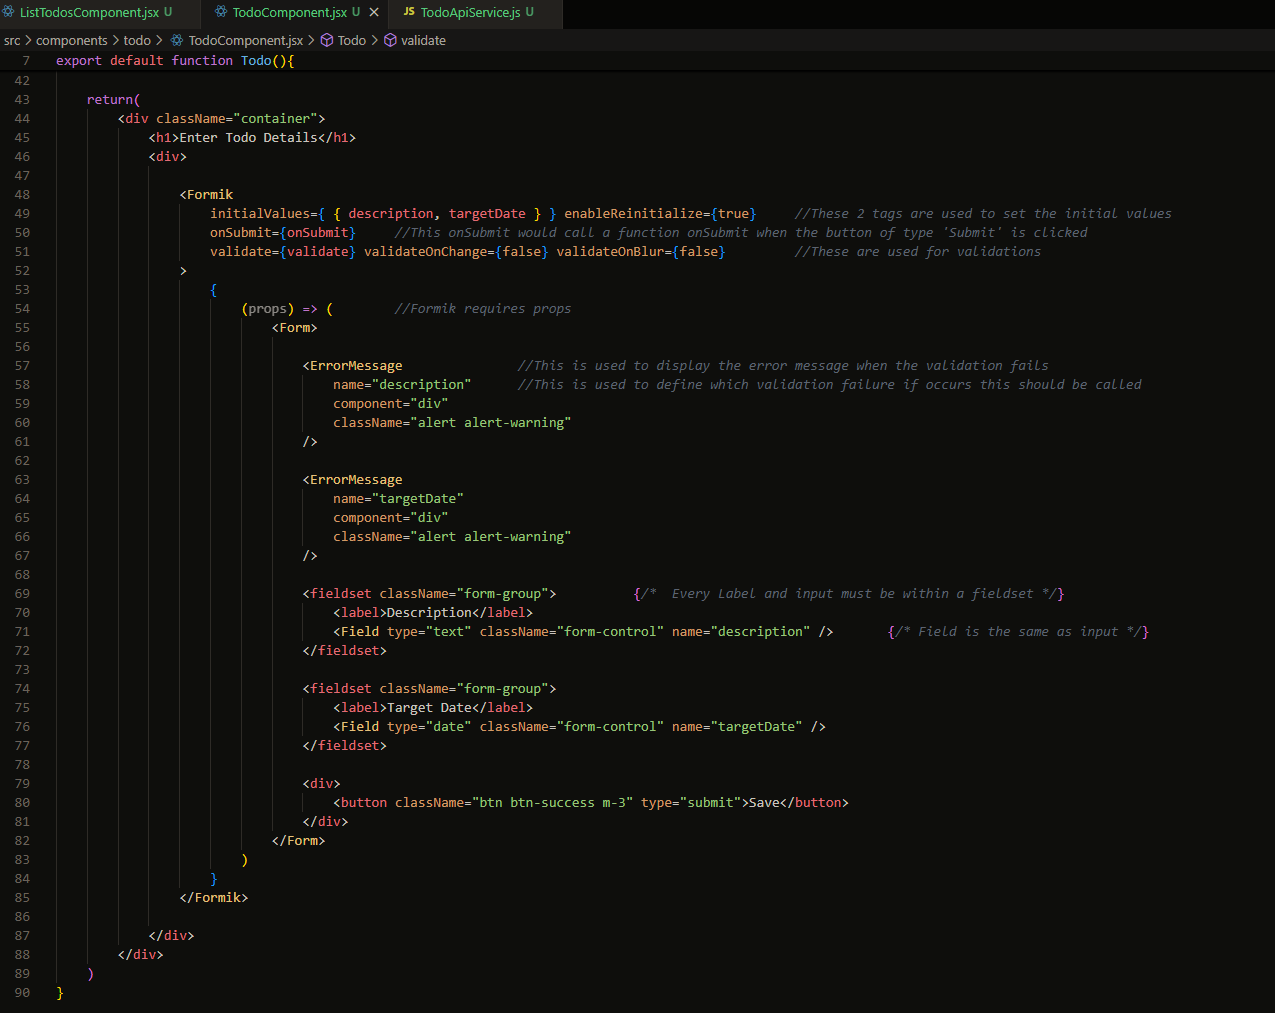 ListTodosComponent.jsx U TodoComponent.jsx U JS TodoApiService.js U
src > components > todo > TodoComponent.jsx > Todo > validate
7 export default function Todo(){
42
43 return(
44 <div className="container">
45 <h1>Enter Todo Details</h1>
46 <div>
47
48 <Formik
49 initialValues={ { description, targetDate } } enableReinitialize={true} //These 2 tags are used to set the initial values
50 onSubmit={onSubmit} //This onSubmit would call a function onSubmit when the button of type 'Submit' is clicked
51 validate={validate} validateOnChange={false} validateOnBlur={false} //These are used for validations
52 >
53 {
54 (props) => ( //Formik requires props
55 <Form>
56
57 <ErrorMessage //This is used to display the error message when the validation fails
58 name="description" //This is used to define which validation failure if occurs this should be called
59 component="div"
60 className="alert alert-warning"
61 />
62
63 <ErrorMessage
64 name="targetDate"
65 component="div"
66 className="alert alert-warning"
67 />
68
69 <fieldset className="form-group"> {/* Every Label and input must be within a fieldset */}
70 <label>Description</label>
71 <Field type="text" className="form-control" name="description" /> {/* Field is the same as input */}
72 </fieldset>
73
74 <fieldset className="form-group">
75 <label>Target Date</label>
76 <Field type="date" className="form-control" name="targetDate" />
77 </fieldset>
78
79 <div>
80 <button className="btn btn-success m-3" type="submit">Save</button>
81 </div>
82 </Form>
83 )
84 }
85 </Formik>
86
87 </div>
88 </div>
89 )
90 }